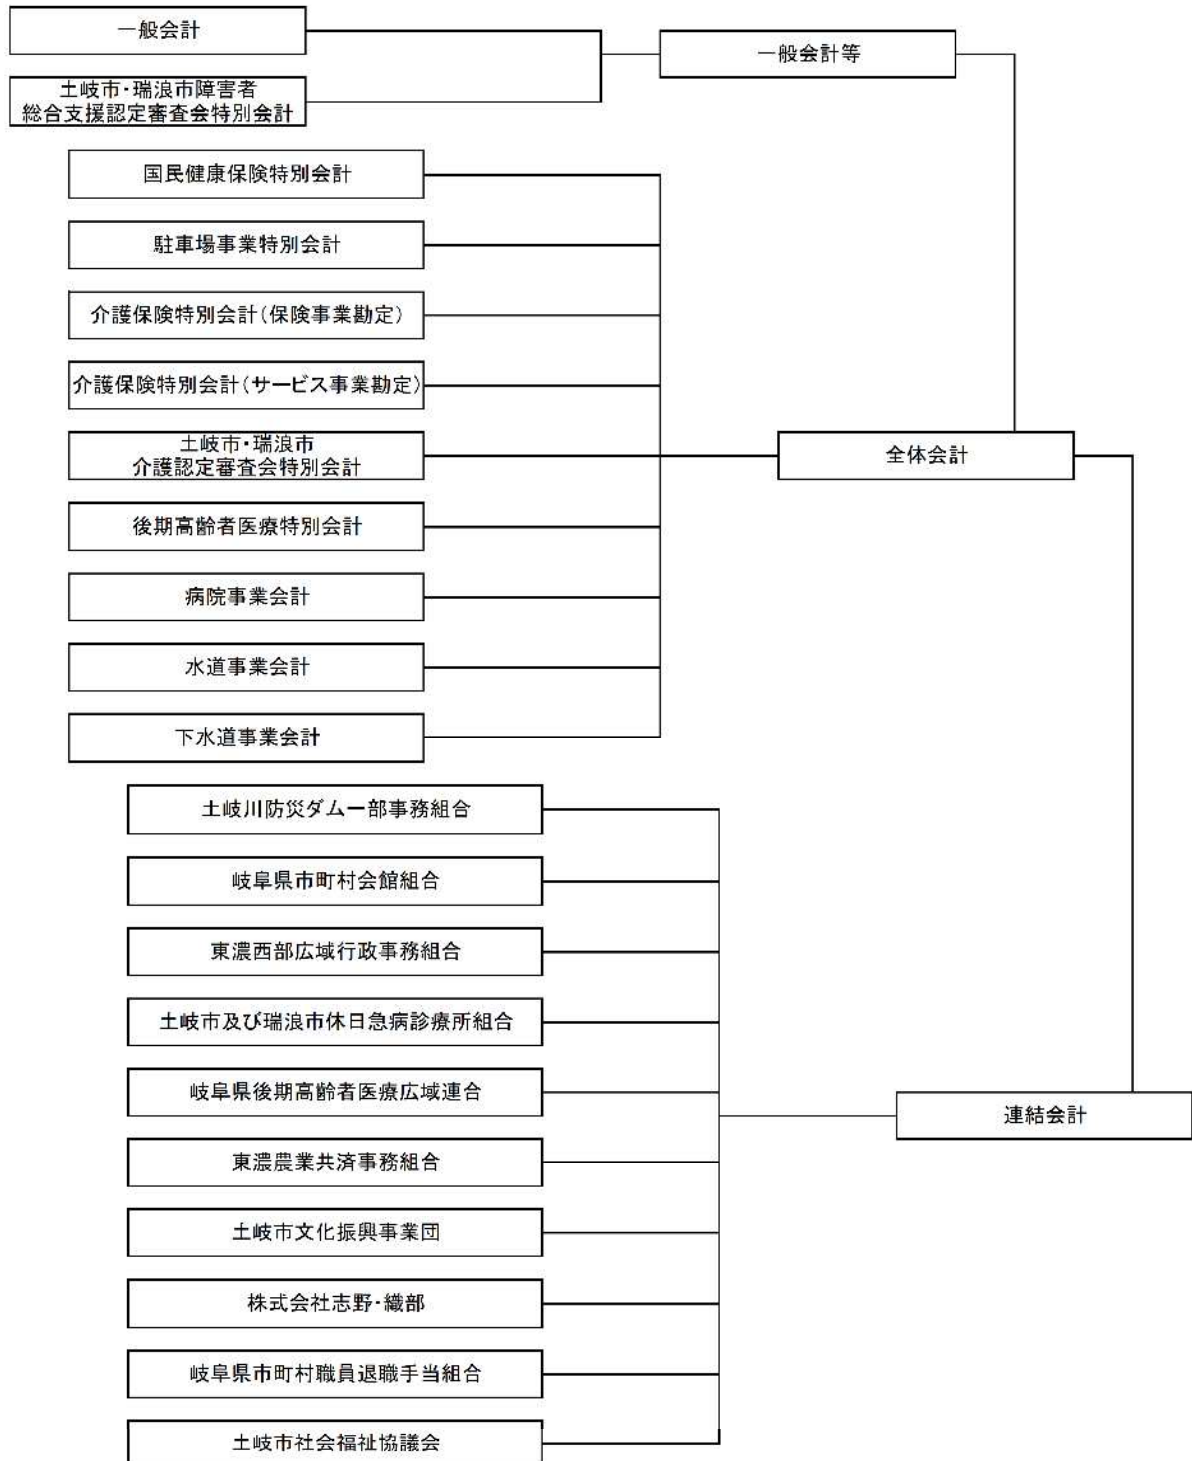 一般会計
一般会計等
土岐市・瑞浪市障害者
総合支援認定審査会特別会計
国民健康保険特別会計
駐車場事業特別会計
介護保険特別会計(保険事業勘定)
介護保険特別会計(サービス事業勘定)
土岐市・瑞浪市
介護認定審査会特別会計
全体会計
後期高齢者医療特別会計
病院事業会計
水道事業会計
下水道事業会計
土岐川防災ダム一部事務組合
岐阜県市町村会館組合
東濃西部広域行政事務組合
土岐市及び瑞浪市休日急病診療所組合
岐阜県後期高齢者医療広域連合
連結会計
東濃農業共済事務組合
土岐市文化振興事業団
株式会社志野・織部
岐阜県市町村職員退職手当組合
土岐市社会福祉協議会